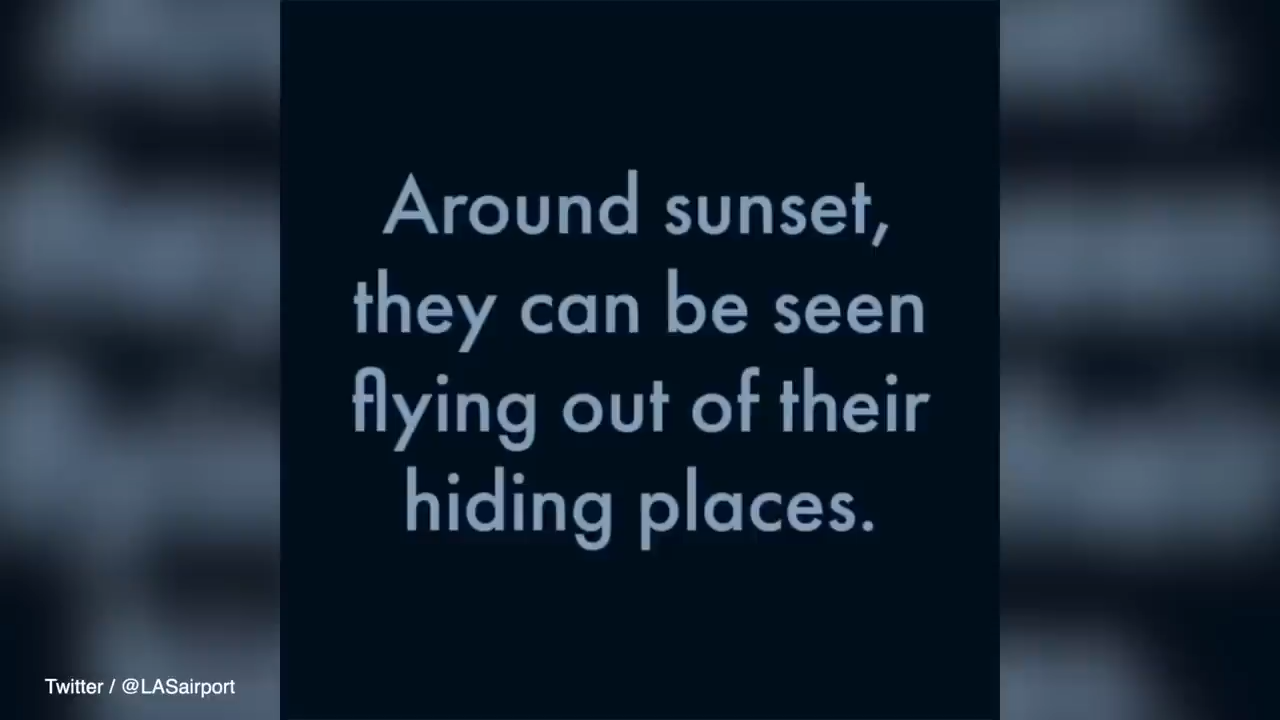 Around sunset,
they can be seen
flying out of their
hiding places.
Twitter / @LASairport